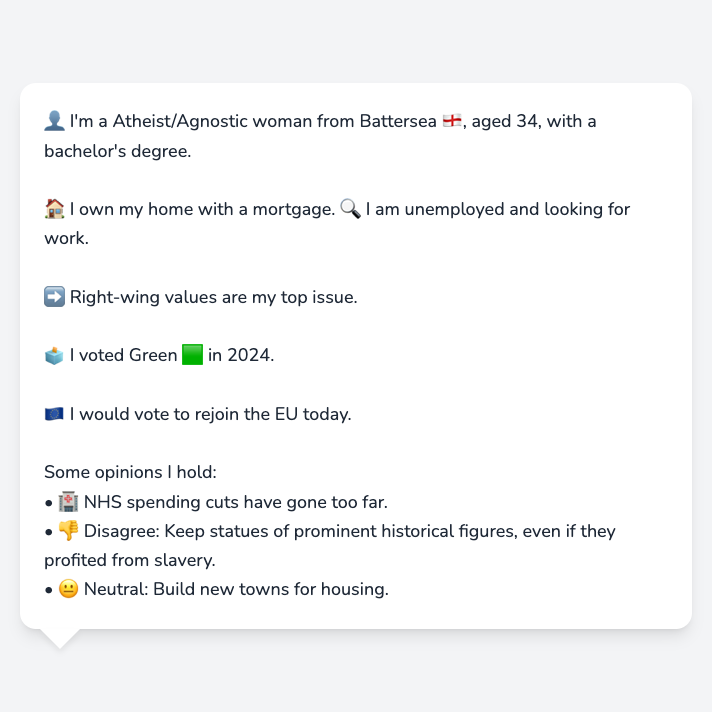 👤 I'm a Atheist/Agnostic woman from Battersea 🏴󠁧󠁢󠁥󠁮󠁧󠁿, aged 34, with a
bachelor's degree.
🏠 I own my home with a mortgage. 🔍 I am unemployed and looking for
work.
➡️ Right-wing values are my top issue.
🗳️ I voted Green 🟩 in 2024.
🇪🇺 I would vote to rejoin the EU today.
Some opinions I hold:
• 🏥 NHS spending cuts have gone too far.
• 👎 Disagree: Keep statues of prominent historical figures, even if they
profited from slavery.
• 😐 Neutral: Build new towns for housing.